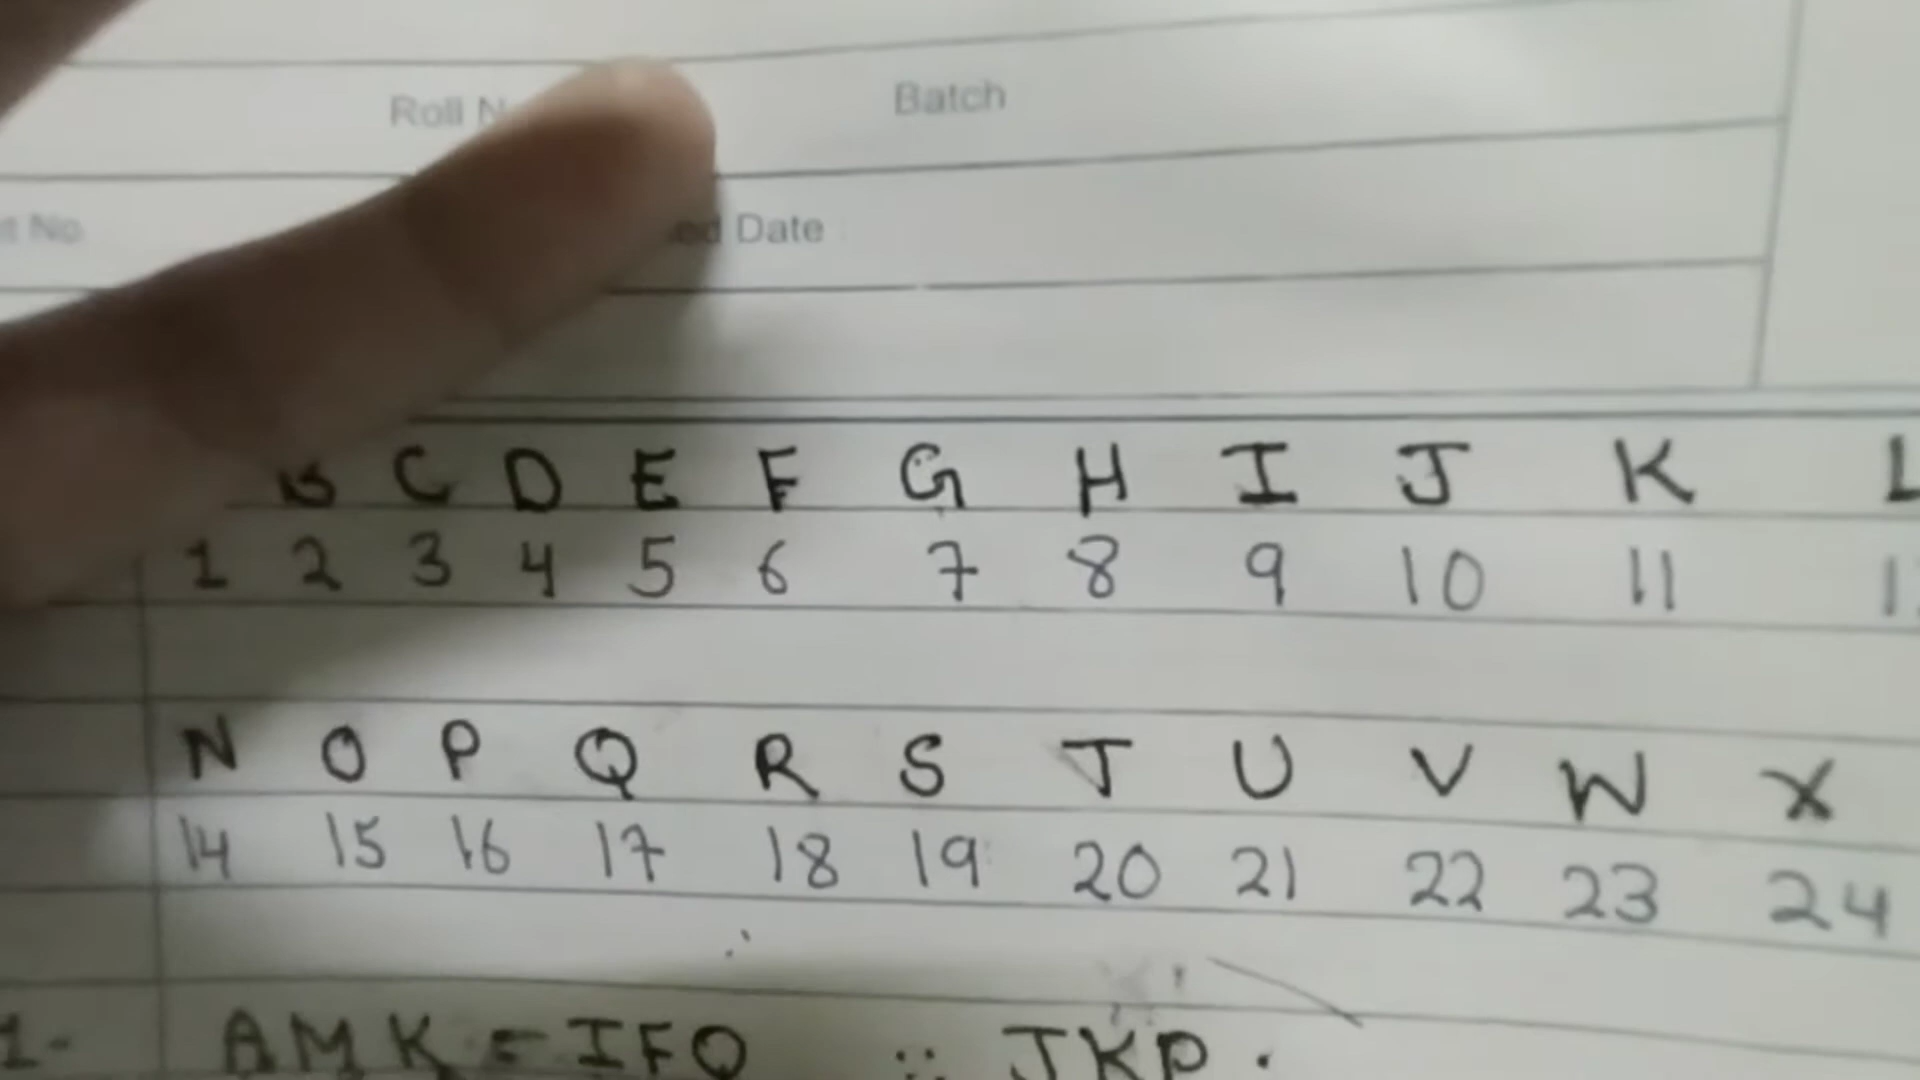 Roll Batch
t No Date
C D E F G H I J K L
1 2 3 4 5 6 7 8 9 10 11
N O P Q R S T U V W X
14 15 16 17 18 19 20 21 22 23 24
1- AMK = IFO :: JKP .